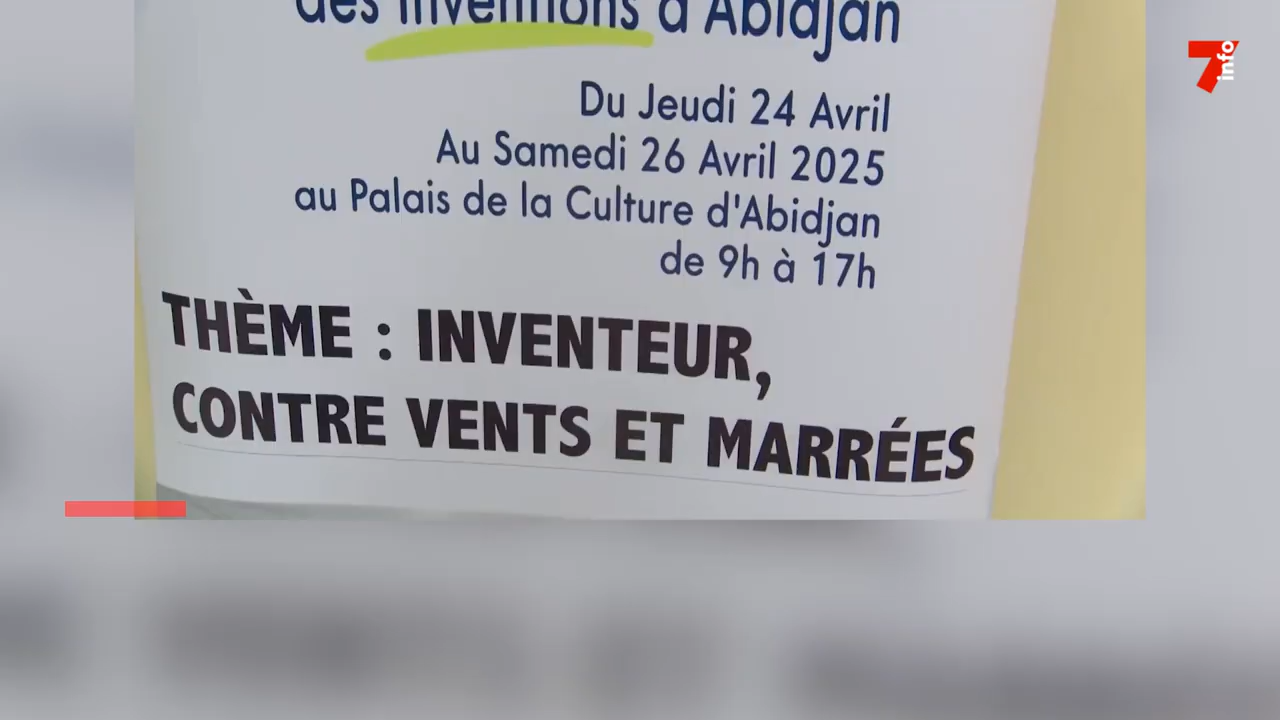 des inventions à Abidjan
Du Jeudi 24 Avril
Au Samedi 26 Avril 2025
au Palais de la Culture d'Abidjan
de 9h à 17h
THÈME : INVENTEUR,
CONTRE VENTS ET MARRÉES
7info